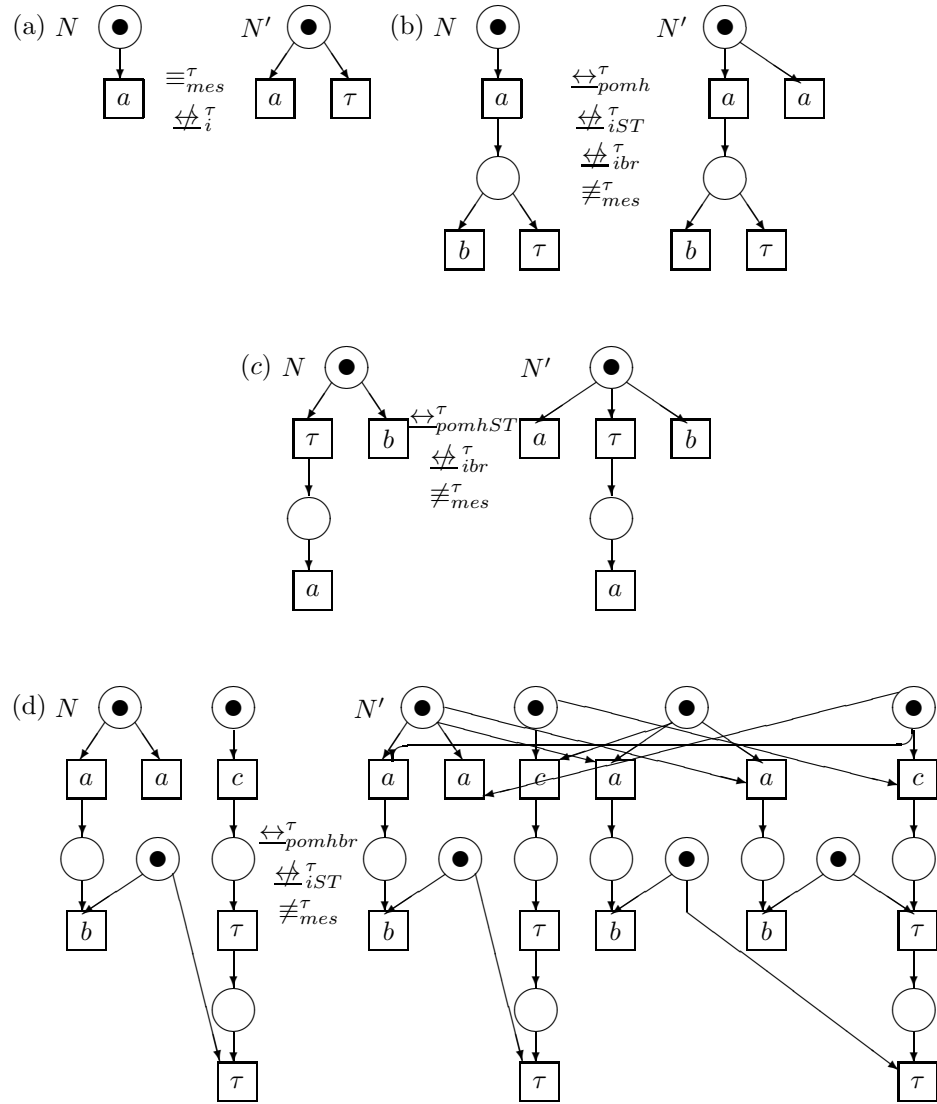 (a) N N′ (b) N N′
a ≡^τ_mes a τ a ↔^τ_pomh a a
↮^τ_i ↮^τ_iST
↮^τ_ibr
≢^τ_mes
b τ b τ
(c) N N′
τ b ↔^τ_pomhST a τ b
↮^τ_ibr
≢^τ_mes
a a
(d) N N′
a a c a a c a a c
↔^τ_pomhbr
↮^τ_iST
≢^τ_mes
b τ b τ b b τ
τ τ τ